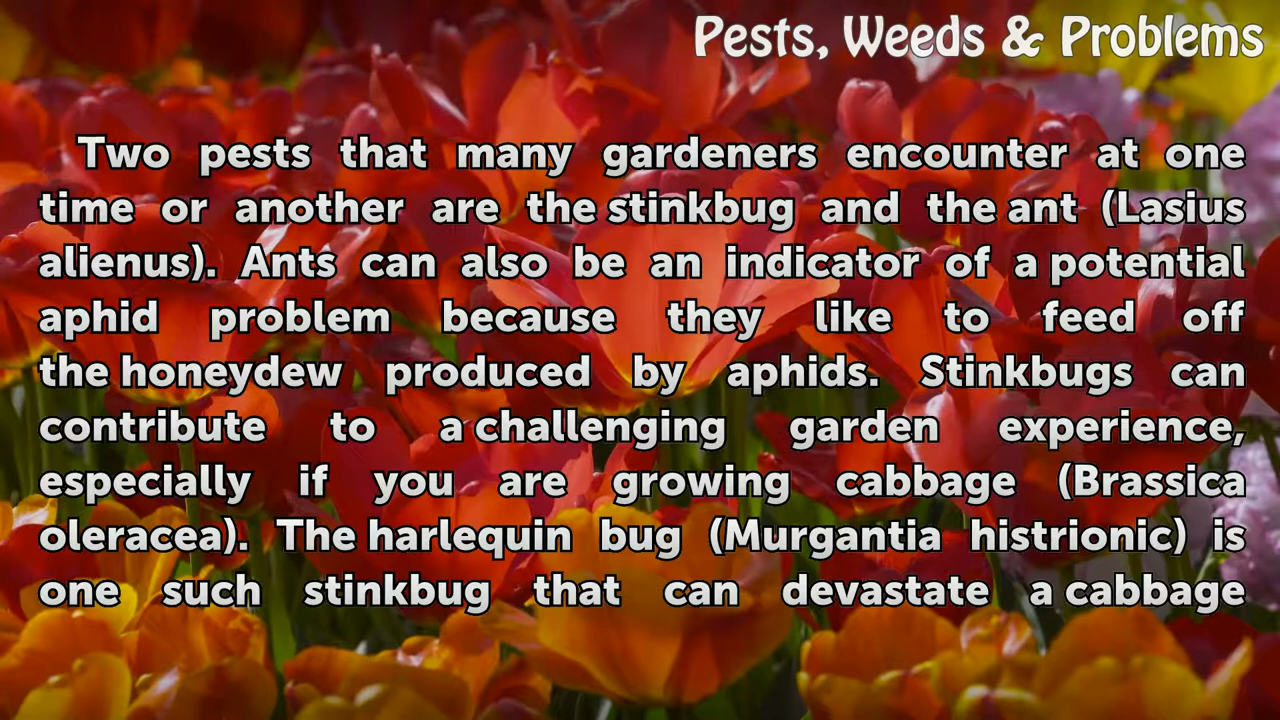 Pests, Weeds & Problems
Two pests that many gardeners encounter at one
time or another are the stinkbug and the ant (Lasius
alienus). Ants can also be an indicator of a potential
aphid problem because they like to feed off
the honeydew produced by aphids. Stinkbugs can
contribute to a challenging garden experience,
especially if you are growing cabbage (Brassica
oleracea). The harlequin bug (Murgantia histrionic) is
one such stinkbug that can devastate a cabbage